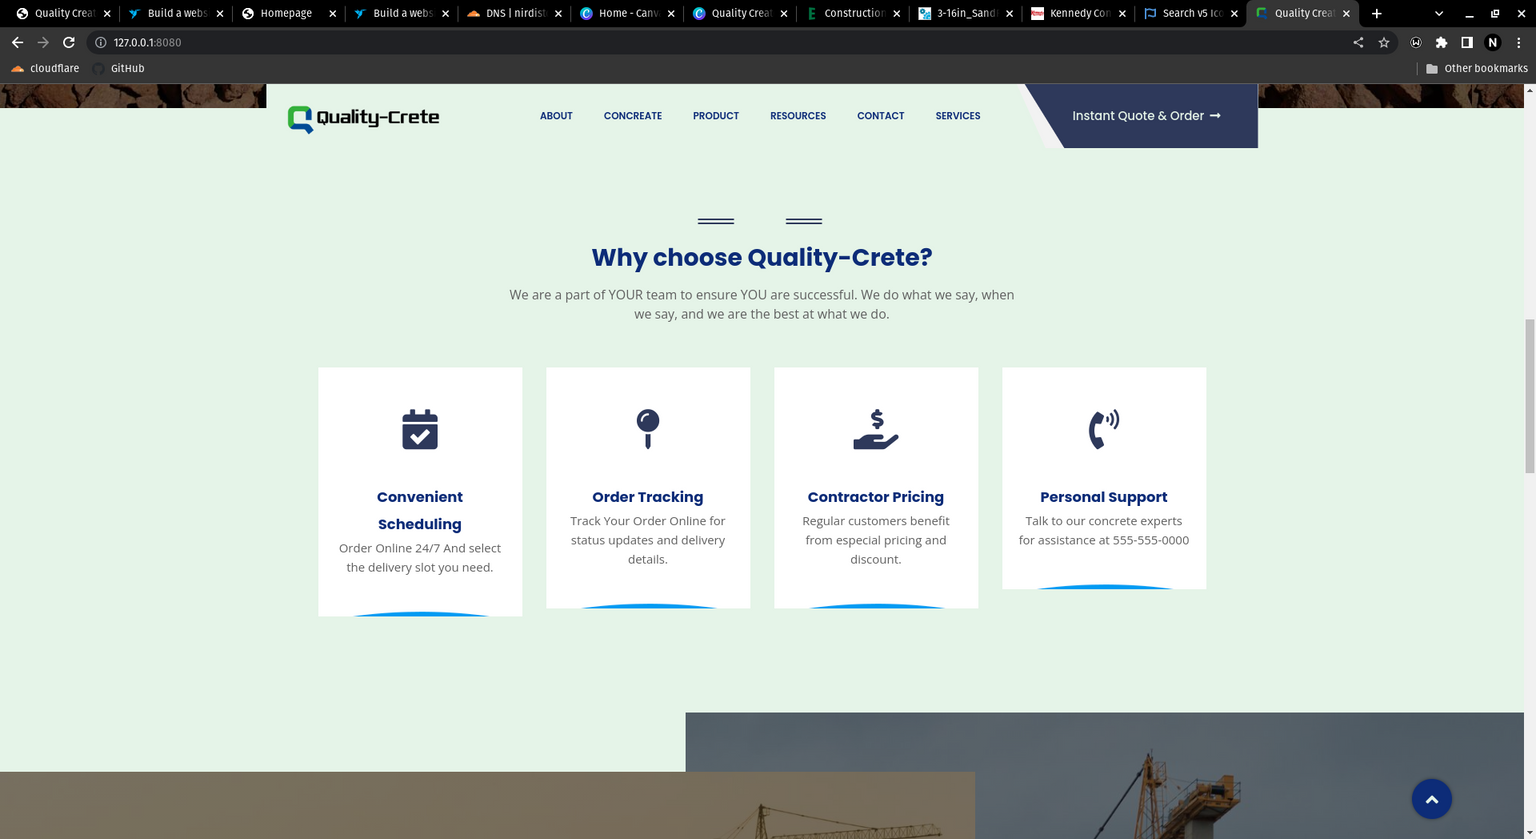 Quality Creat
Build a webs
Homepage
Build a webs
DNS | nirdist
Home - Canv
Quality Creat
Construction
3-16in_Sand
Kennedy Con
Search v5 Ico
Quality Creat
127.0.0.1:8080
N
cloudflare
GitHub
Other bookmarks
Quality-Crete
ABOUT
CONCREATE
PRODUCT
RESOURCES
CONTACT
SERVICES
Instant Quote & Order
Why choose Quality-Crete?
We are a part of YOUR team to ensure YOU are successful. We do what we say, when
we say, and we are the best at what we do.
Convenient
Scheduling
Order Online 24/7 And select
the delivery slot you need.
Order Tracking
Track Your Order Online for
status updates and delivery
details.
Contractor Pricing
Regular customers benefit
from especial pricing and
discount.
Personal Support
Talk to our concrete experts
for assistance at 555-555-0000